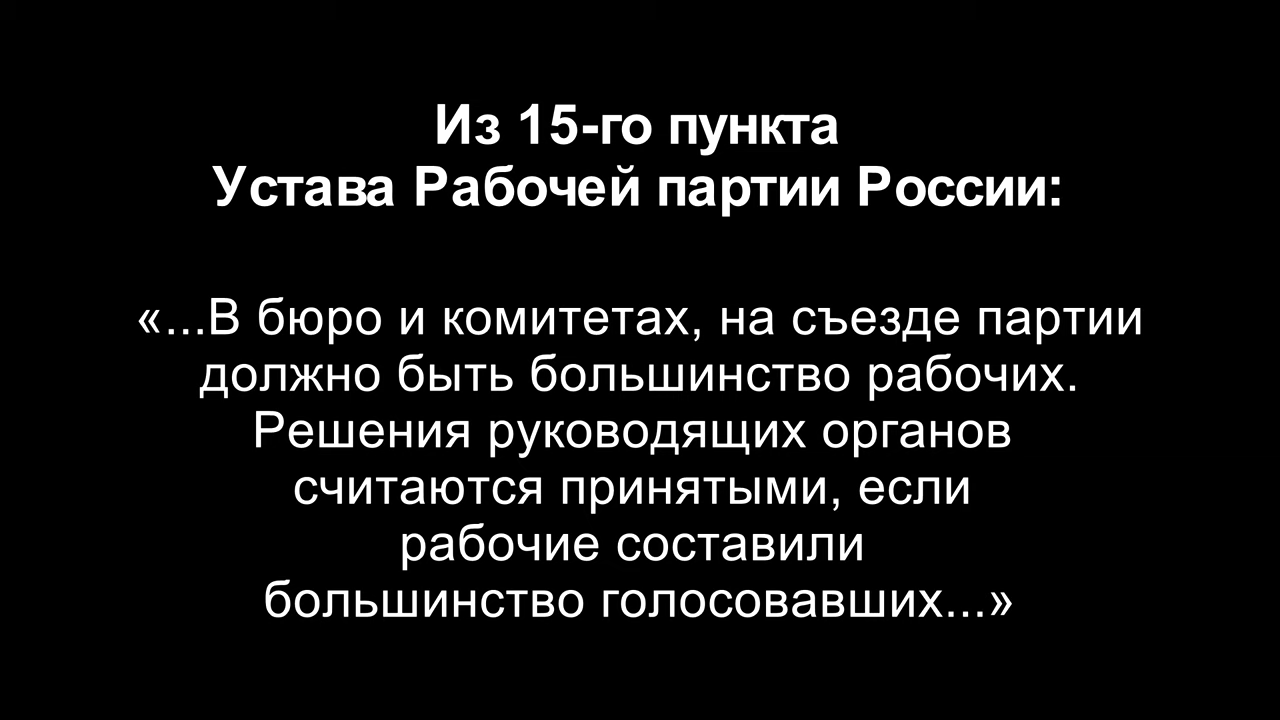 Из 15-го пункта
Устава Рабочей партии России:
«...В бюро и комитетах, на съезде партии
должно быть большинство рабочих.
Решения руководящих органов
считаются принятыми, если
рабочие составили
большинство голосовавших...»